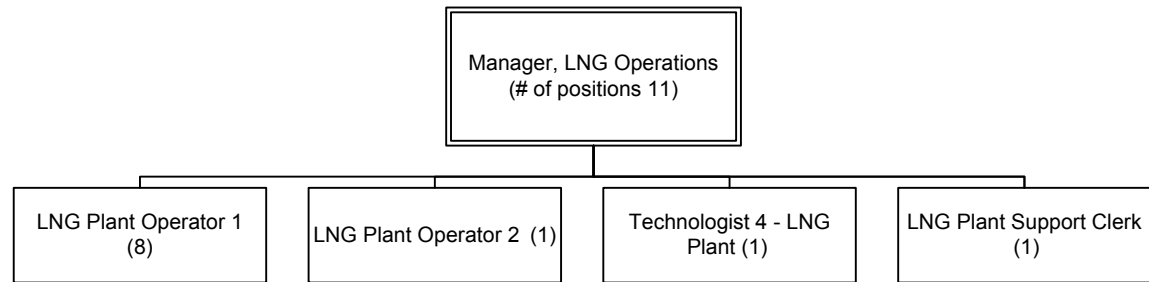 Manager, LNG Operations
(# of positions 11)
LNG Plant Operator 1
(8)
LNG Plant Operator 2 (1)
Technologist 4 - LNG
Plant (1)
LNG Plant Support Clerk
(1)